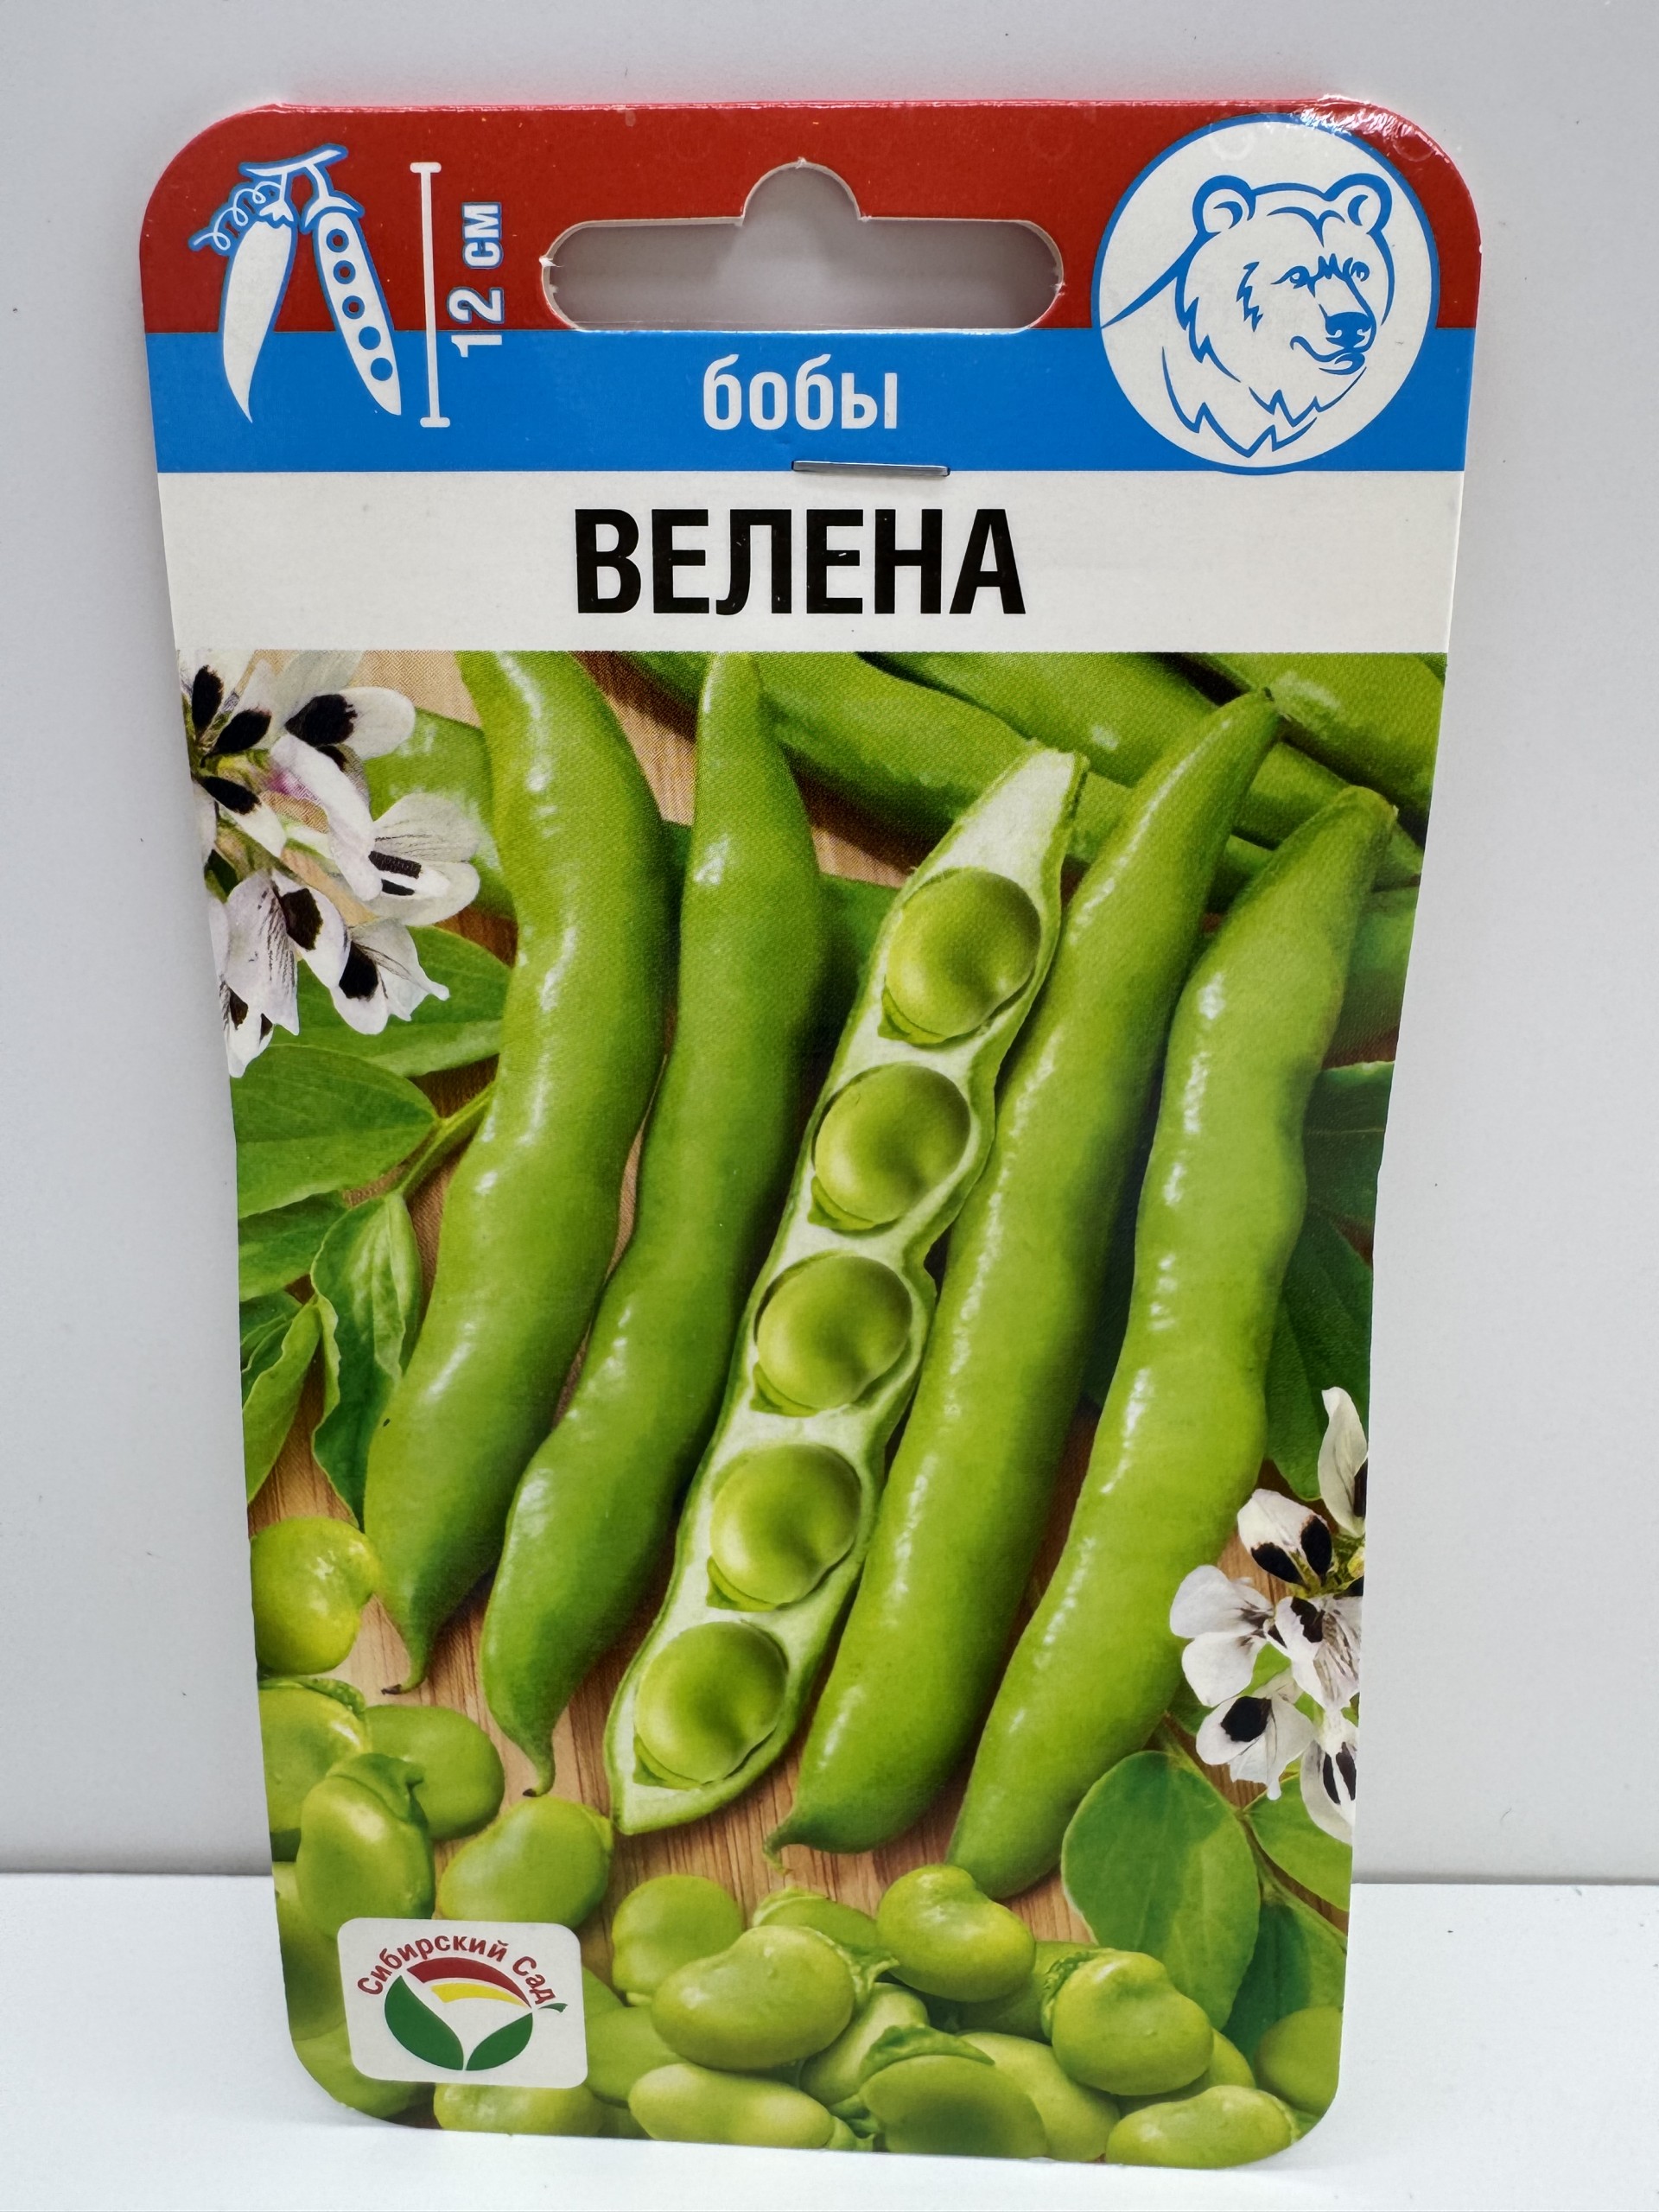 12 см
бобы
ВЕЛЕНА
Сибирский Сад